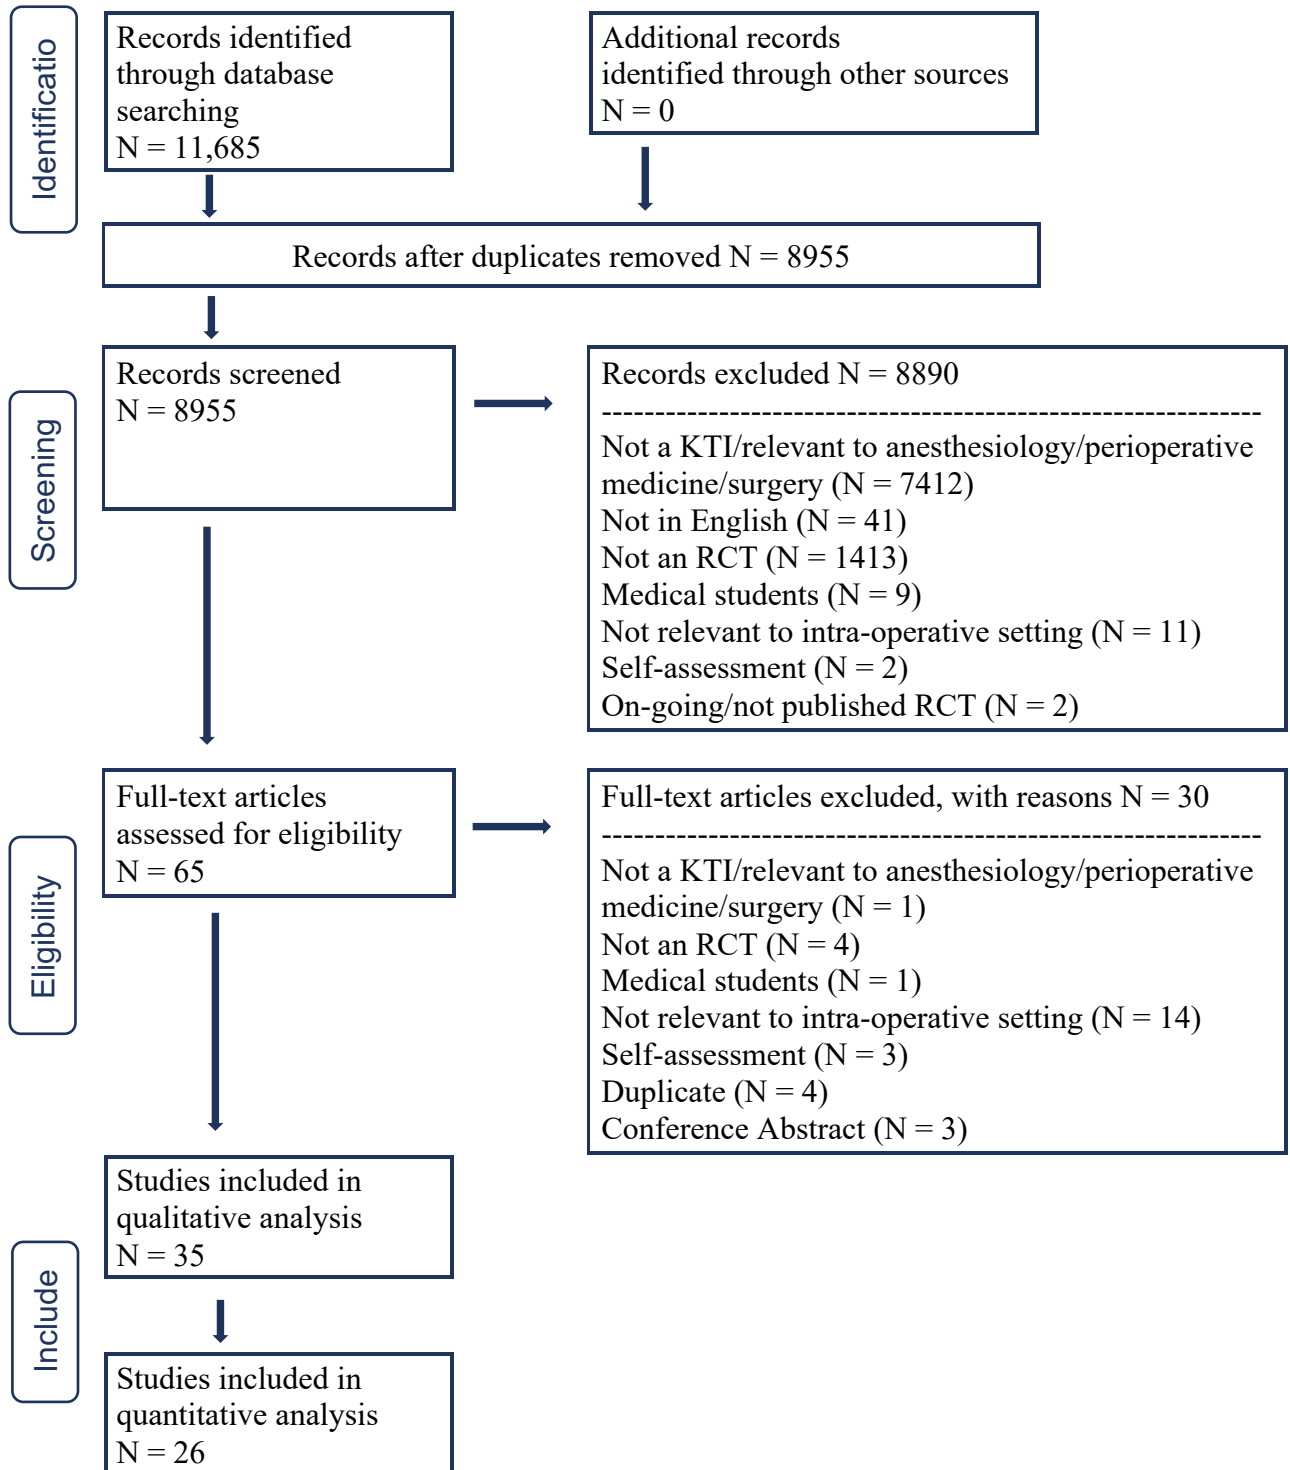 Identificatio
Records identified
through database
searching
N = 11,685
Additional records
identified through other sources
N = 0
Records after duplicates removed N = 8955
Screening
Records screened
N = 8955
Records excluded N = 8890
--------------------------------------------------------------
Not a KTI/relevant to anesthesiology/perioperative
medicine/surgery (N = 7412)
Not in English (N = 41)
Not an RCT (N = 1413)
Medical students (N = 9)
Not relevant to intra-operative setting (N = 11)
Self-assessment (N = 2)
On-going/not published RCT (N = 2)
Eligibility
Full-text articles
assessed for eligibility
N = 65
Full-text articles excluded, with reasons N = 30
--------------------------------------------------------------
Not a KTI/relevant to anesthesiology/perioperative
medicine/surgery (N = 1)
Not an RCT (N = 4)
Medical students (N = 1)
Not relevant to intra-operative setting (N = 14)
Self-assessment (N = 3)
Duplicate (N = 4)
Conference Abstract (N = 3)
Include
Studies included in
qualitative analysis
N = 35
Studies included in
quantitative analysis
N = 26